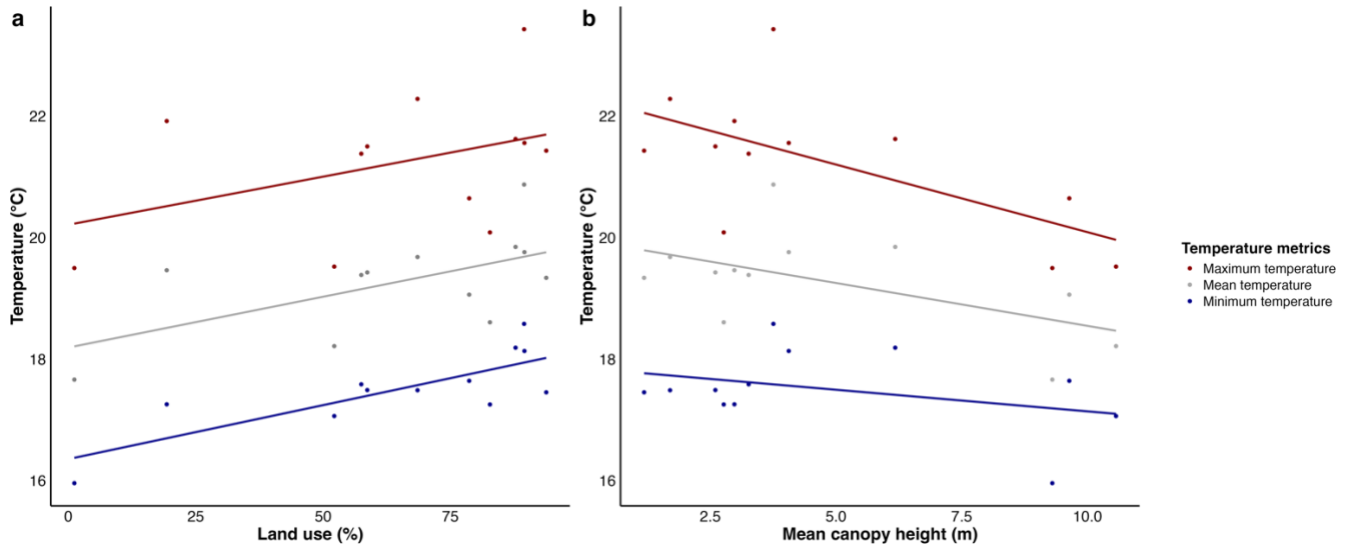 a
Temperature (°C)
22
20
18
16
0
25
50
75
Land use (%)
b
Temperature (°C)
22
20
18
16
2.5
5.0
7.5
10.0
Mean canopy height (m)
Temperature metrics
Maximum temperature
Mean temperature
Minimum temperature